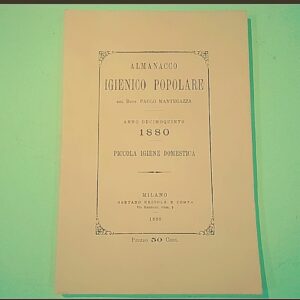 ALMANACCO
IGIENICO POPOLARE
DEL DOTT. PAOLO MANTEGAZZA
ANNO DECIMOQUINTO
1880
PICCOLA IGIENE DOMESTICA
MILANO
GAETANO BRIGOLA E COMP.
1880
PREZZO 50 CENT.